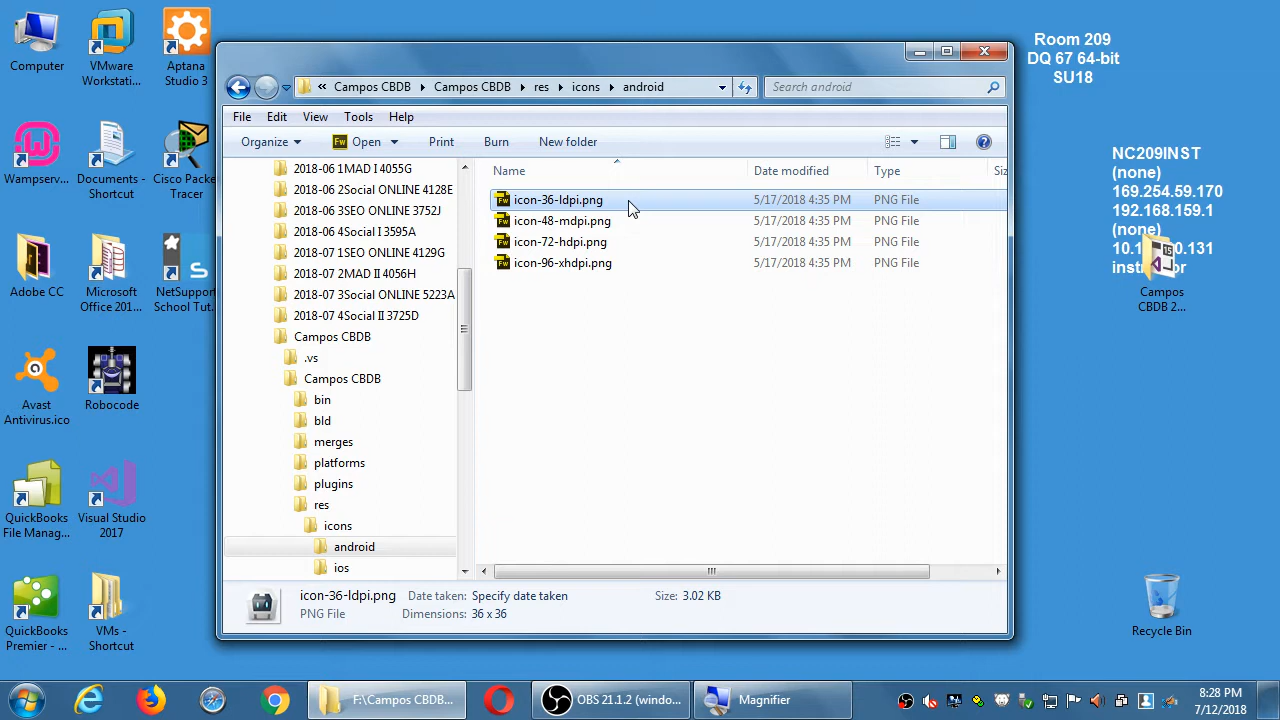 Computer
VMware
Workstati...
Aptana
Studio 3
Wampserv...
Documents -
Shortcut
Cisco Packe
Tracer
Adobe CC
Microsoft
Office 201...
NetSupport
School Tut.
Avast
Antivirus.ico
Robocode
QuickBooks
File Manag...
Visual Studio
2017
QuickBooks
Premier - ...
VMs -
Shortcut
« Campos CBDB
Campos CBDB
res
icons
android
Search android
File
Edit
View
Tools
Help
Organize
Open
Print
Burn
New folder
2018-06 1MAD I 4055G
2018-06 2Social ONLINE 4128E
2018-06 3SEO ONLINE 3752J
2018-06 4Social I 3595A
2018-07 1SEO ONLINE 4129G
2018-07 2MAD II 4056H
2018-07 3Social ONLINE 5223A
2018-07 4Social II 3725D
Campos CBDB
.vs
Campos CBDB
bin
bld
merges
platforms
plugins
res
icons
android
ios
Name
Date modified
Type
Siz
icon-36-ldpi.png 5/17/2018 4:35 PM PNG File
icon-48-mdpi.png 5/17/2018 4:35 PM PNG File
icon-72-hdpi.png 5/17/2018 4:35 PM PNG File
icon-96-xhdpi.png 5/17/2018 4:35 PM PNG File
icon-36-ldpi.png Date taken: Specify date taken Size: 3.02 KB
PNG File Dimensions: 36 x 36
Room 209
DQ 67 64-bit
SU18
NC209INST
(none)
169.254.59.170
192.168.159.1
(none)
Campos
CBDB 2...
Recycle Bin
F:\Campos CBDB...
OBS 21.1.2 (windo...
Magnifier
8:28 PM
7/12/2018